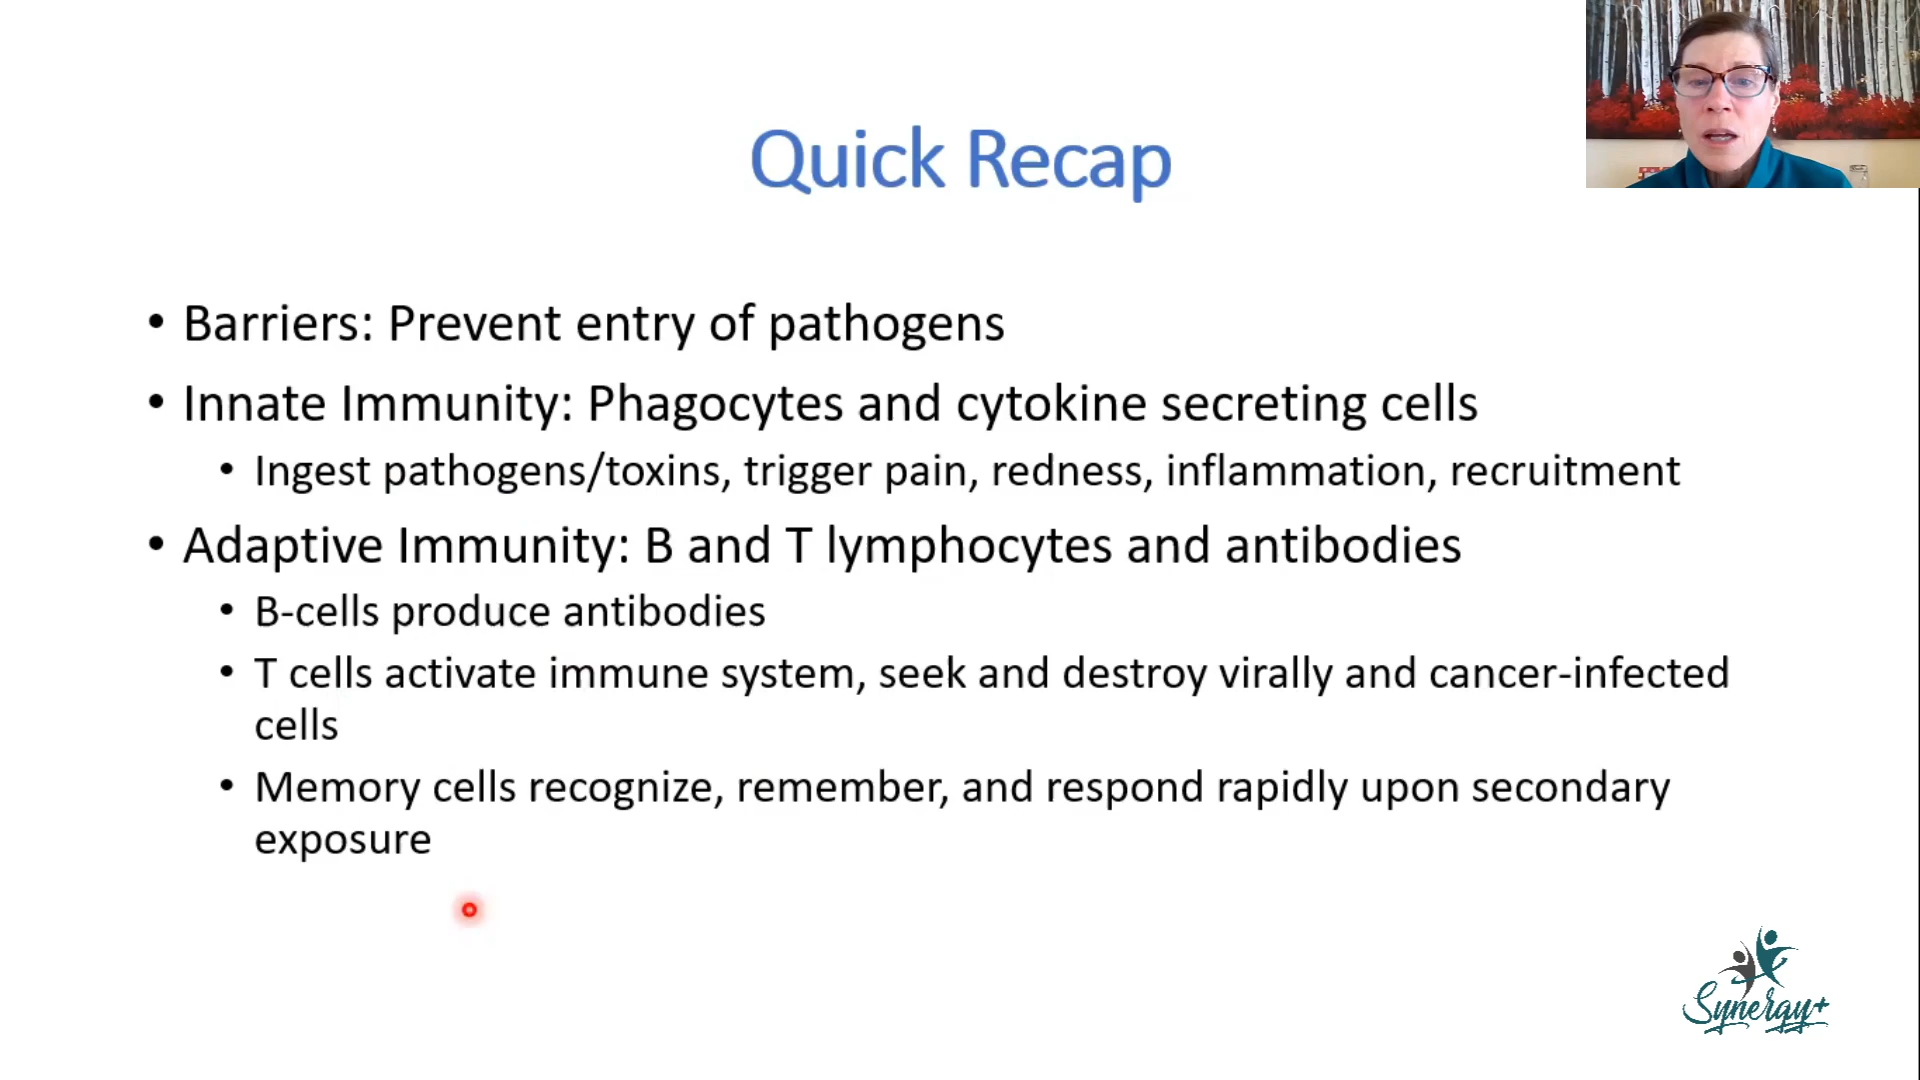 Quick Recap
• Barriers: Prevent entry of pathogens
• Innate Immunity: Phagocytes and cytokine secreting cells
• Ingest pathogens/toxins, trigger pain, redness, inflammation, recruitment
• Adaptive Immunity: B and T lymphocytes and antibodies
• B-cells produce antibodies
• T cells activate immune system, seek and destroy virally and cancer-infected
cells
• Memory cells recognize, remember, and respond rapidly upon secondary
exposure
Synergy+